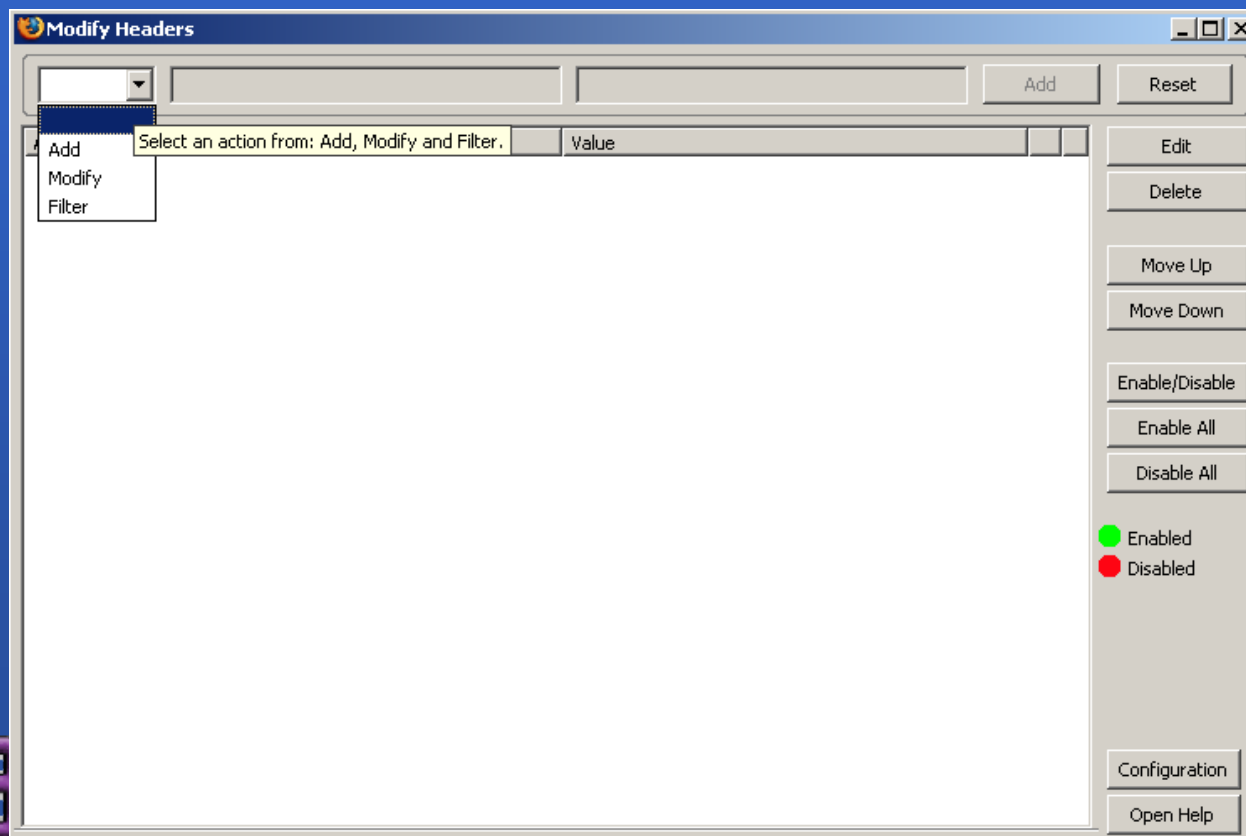 Modify Headers
Add
Reset
Select an action from: Add, Modify and Filter.
Value
Add
Modify
Filter
Edit
Delete
Move Up
Move Down
Enable/Disable
Enable All
Disable All
Enabled
Disabled
Configuration
Open Help